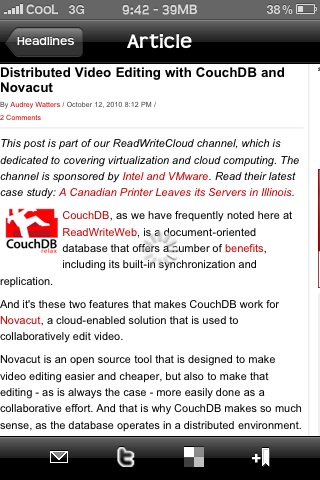 CooL 3G 9:42 - 39MB 38%
Headlines Article
Distributed Video Editing with CouchDB and
Novacut
By Audrey Watters / October 12, 2010 8:12 PM /
2 Comments
This post is part of our ReadWriteCloud channel, which is
dedicated to covering virtualization and cloud computing. The
channel is sponsored by Intel and VMware. Read their latest
case study: A Canadian Printer Leaves its Servers in Illinois.
CouchDB, as we have frequently noted here at
ReadWriteWeb, is a document-oriented
database that offers a number of benefits,
including its built-in synchronization and
CouchDB
relax
replication.
And it's these two features that makes CouchDB work for
Novacut, a cloud-enabled solution that is used to
collaboratively edit video.
Novacut is an open source tool that is designed to make
video editing easier and cheaper, but also to make that
editing - as is always the case - more easily done as a
collaborative effort. And that is why CouchDB makes so much
sense, as the database operates in a distributed environment.